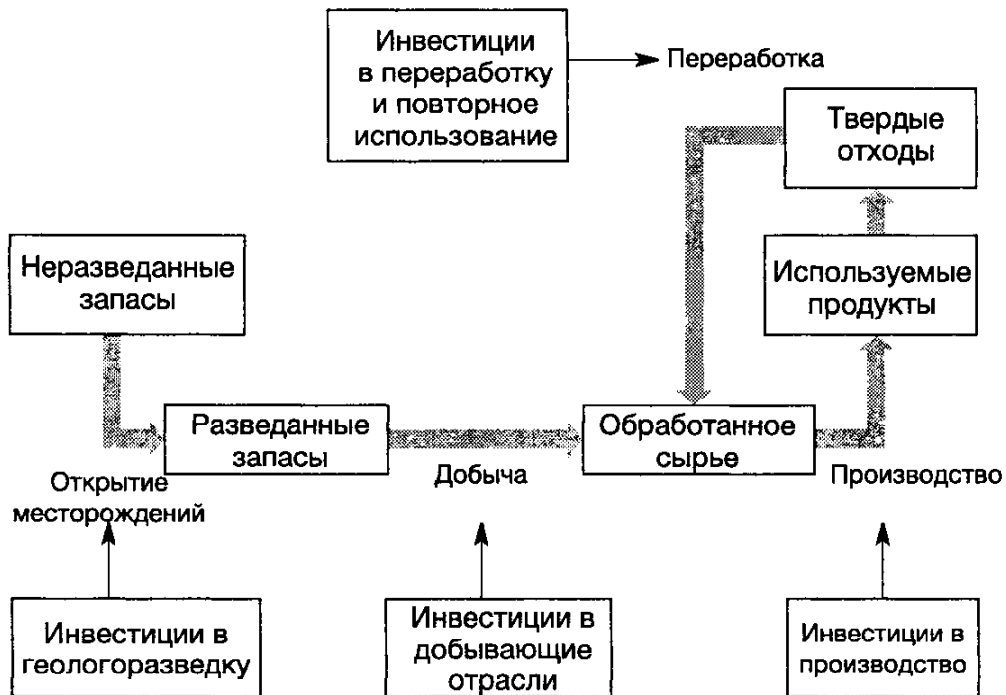 Инвестиции
в переработку
и повторное
использование
Переработка
Твердые
отходы
Неразведанные
запасы
Используемые
продукты
Разведанные
запасы
Обработанное
сырье
Открытие
месторождений
Добыча
Производство
Инвестиции в
геологоразведку
Инвестиции в
добывающие
отрасли
Инвестиции в
производство